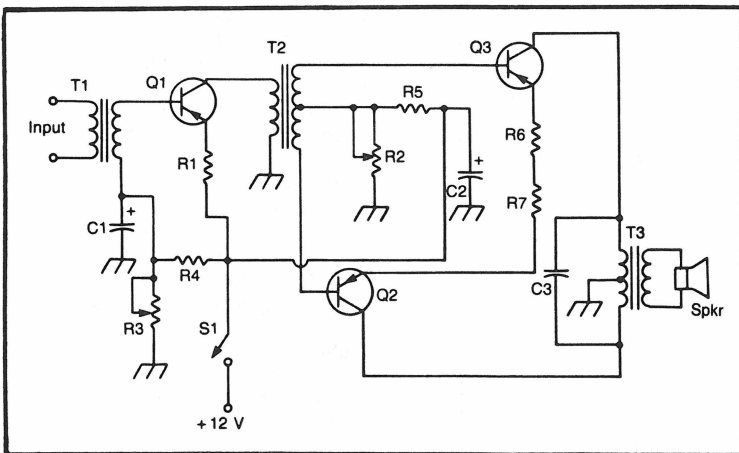 T1
Q1
T2
Q3
Input
R5
R1
R2
R6
C1
+
C2
+
R7
R4
T3
Q2
C3
R3
S1
Spkr
+ 12 V